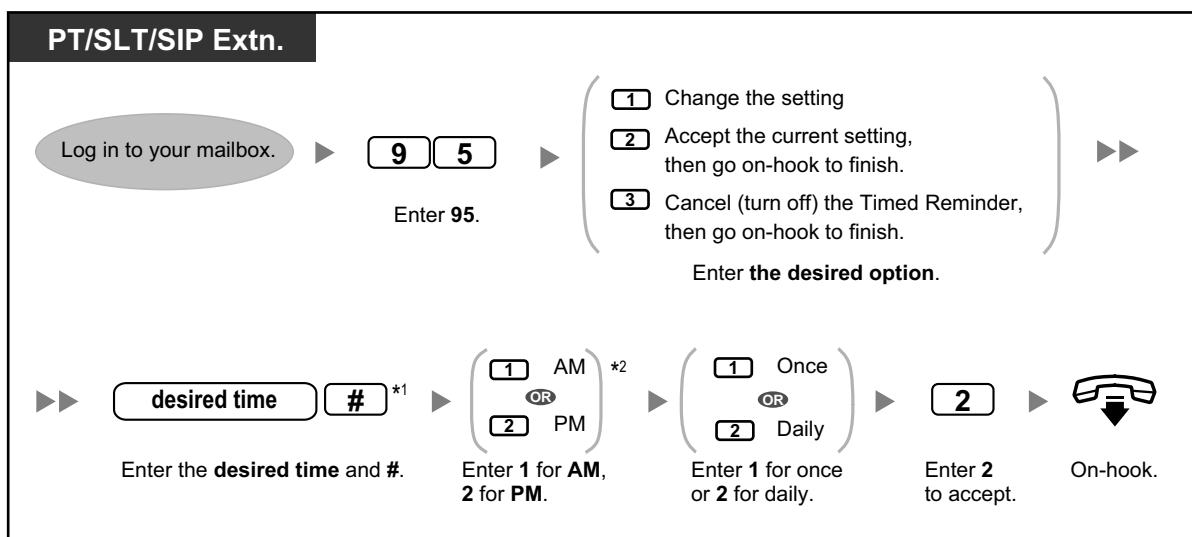 PT/SLT/SIP Extn.
Log in to your mailbox.
9 5
Enter 95.
1 Change the setting
2 Accept the current setting,
then go on-hook to finish.
3 Cancel (turn off) the Timed Reminder,
then go on-hook to finish.
Enter the desired option.
desired time # *1
Enter the desired time and #.
1 AM *2
OR
2 PM
Enter 1 for AM,
2 for PM.
1 Once
OR
2 Daily
Enter 1 for once
or 2 for daily.
2
Enter 2
to accept.
On-hook.